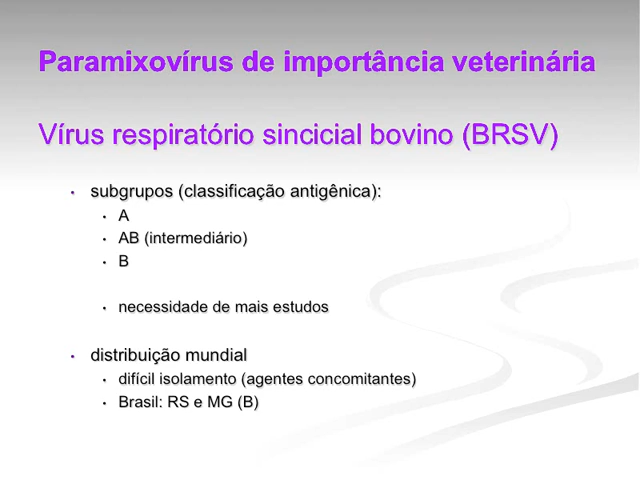 Paramixovírus de importância veterinária
Vírus respiratório sincicial bovino (BRSV)
• subgrupos (classificação antigênica):
• A
• AB (intermediário)
• B
• necessidade de mais estudos
• distribuição mundial
• difícil isolamento (agentes concomitantes)
• Brasil: RS e MG (B)